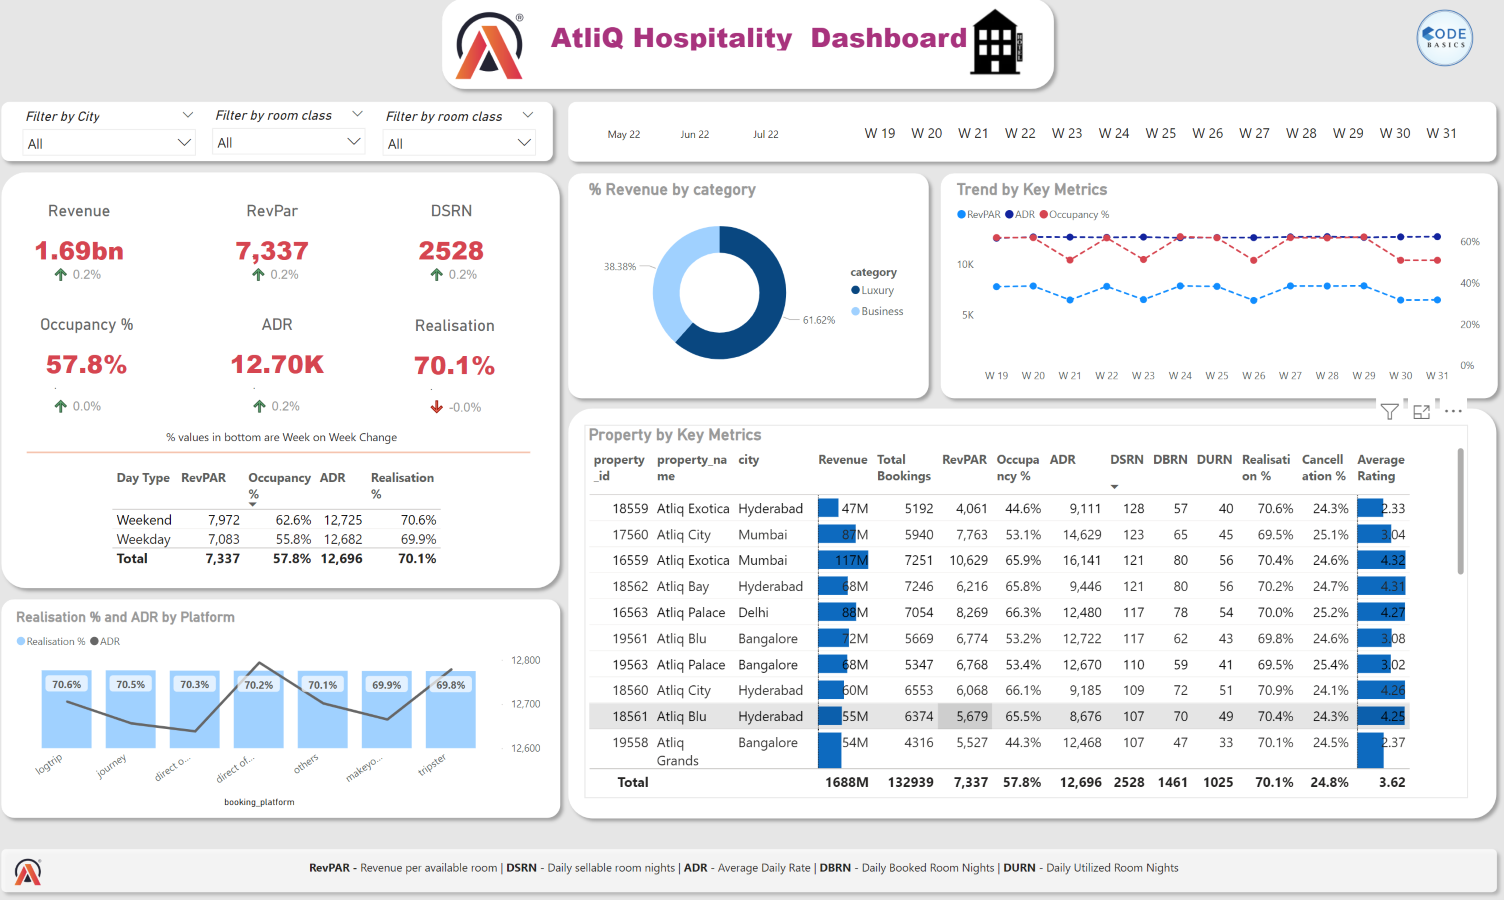 AtliQ Hospitality Dashboard
®
CODE
BASICS
Filter by City
Filter by room class
Filter by room class
All
All
All
May 22 Jun 22 Jul 22 W 19 W 20 W 21 W 22 W 23 W 24 W 25 W 26 W 27 W 28 W 29 W 30 W 31
Revenue RevPar DSRN
1.69bn 7,337 2528
0.2% 0.2% 0.2%
Occupancy % ADR Realisation
57.8% 12.70K 70.1%
0.0% 0.2% -0.0%
% values in bottom are Week on Week Change
Day Type RevPAR Occupancy % ADR Realisation %
Weekend 7,972 62.6% 12,725 70.6%
Weekday 7,083 55.8% 12,682 69.9%
Total 7,337 57.8% 12,696 70.1%
% Revenue by category
38.38%
61.62%
category
Luxury
Business
Trend by Key Metrics
RevPAR ADR Occupancy %
10K
5K
60%
40%
20%
0%
W 19 W 20 W 21 W 22 W 23 W 24 W 25 W 26 W 27 W 28 W 29 W 30 W 31
Realisation % and ADR by Platform
Realisation % ADR
70.6% 70.5% 70.3% 70.2% 70.1% 69.9% 69.8%
12,800
12,700
12,600
logtrip journey direct o... direct of... others makeyo... tripster
booking_platform
Property by Key Metrics
property_id property_name city Revenue Total Bookings RevPAR Occupancy % ADR DSRN DBRN DURN Realisation % Cancellation % Average Rating
18559 Atliq Exotica Hyderabad 47M 5192 4,061 44.6% 9,111 128 57 40 70.6% 24.3% 2.33
17560 Atliq City Mumbai 87M 5940 7,763 53.1% 14,629 123 65 45 69.5% 25.1% 3.04
16559 Atliq Exotica Mumbai 117M 7251 10,629 65.9% 16,141 121 80 56 70.4% 24.6% 4.32
18562 Atliq Bay Hyderabad 68M 7246 6,216 65.8% 9,446 121 80 56 70.2% 24.7% 4.31
16563 Atliq Palace Delhi 88M 7054 8,269 66.3% 12,480 117 78 54 70.0% 25.2% 4.27
19561 Atliq Blu Bangalore 72M 5669 6,774 53.2% 12,722 117 62 43 69.8% 24.6% 3.08
19563 Atliq Palace Bangalore 68M 5347 6,768 53.4% 12,670 110 59 41 69.5% 25.4% 3.02
18560 Atliq City Hyderabad 60M 6553 6,068 66.1% 9,185 109 72 51 70.9% 24.1% 4.26
18561 Atliq Blu Hyderabad 55M 6374 5,679 65.5% 8,676 107 70 49 70.4% 24.3% 4.25
19558 Atliq Grands Bangalore 54M 4316 5,527 44.3% 12,468 107 47 33 70.1% 24.5% 2.37
Total 1688M 132939 7,337 57.8% 12,696 2528 1461 1025 70.1% 24.8% 3.62
RevPAR - Revenue per available room | DSRN - Daily sellable room nights | ADR - Average Daily Rate | DBRN - Daily Booked Room Nights | DURN - Daily Utilized Room Nights